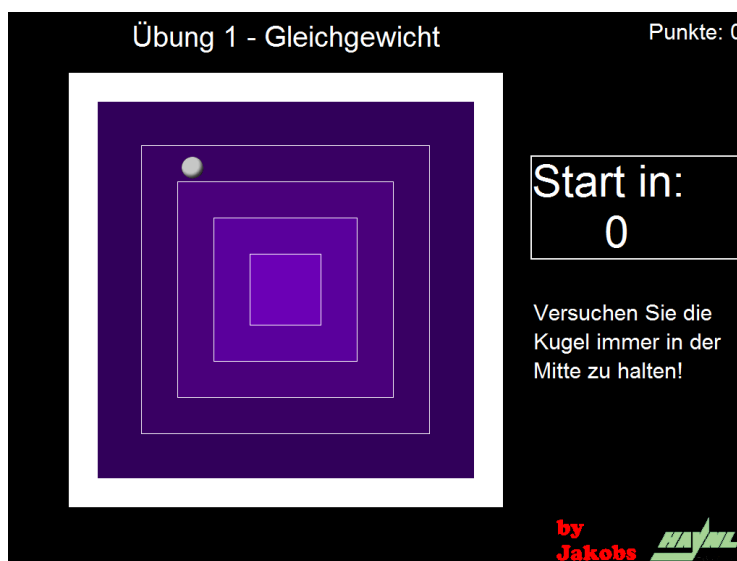 Übung 1 - Gleichgewicht
Punkte: 0
Start in:
0
Versuchen Sie die
Kugel immer in der
Mitte zu halten!
by
Jakobs